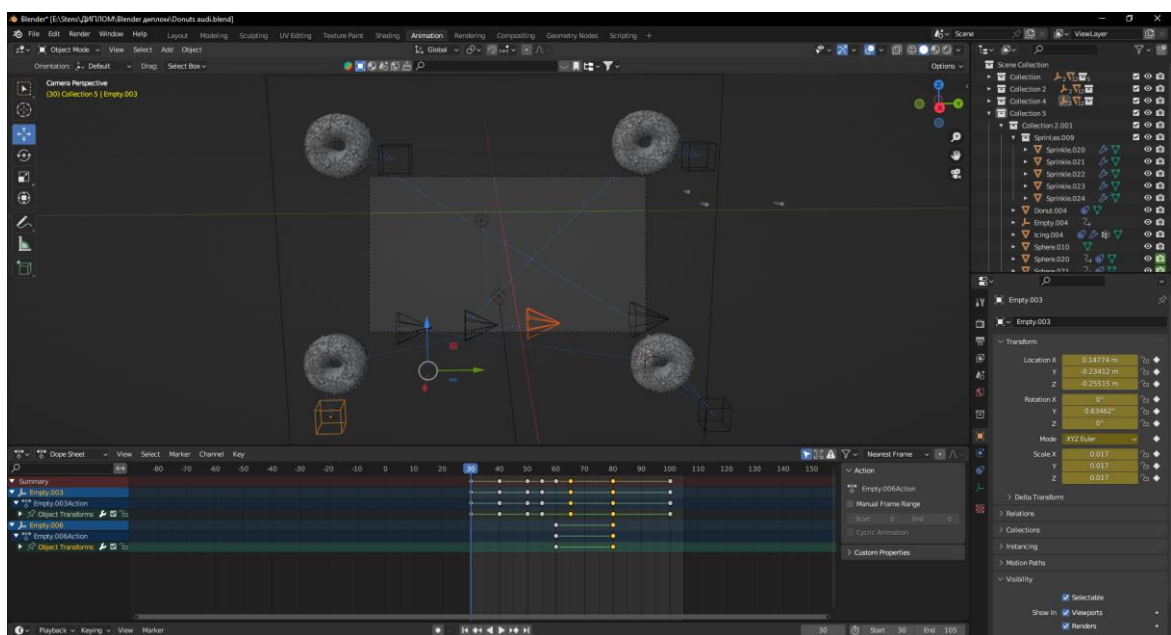 Blender* [E:\Stens\ДИПЛОМ\Blender диплом\Donuts audi.blend]
File Edit Render Window Help Layout Modeling Sculpting UV Editing Texture Paint Shading Animation Rendering Compositing Geometry Nodes Scripting + Scene ViewLayer
Object Mode View Select Add Object Global
Orientation: Default Drag: Select Box Options
Camera Perspective
(30) Collection 5 | Empty.003
Scene Collection
Collection
Collection 2
Collection 4
Collection 5
Collection 2.001
Sprinkles.009
Sprinkle.020
Sprinkle.021
Sprinkle.022
Sprinkle.023
Sprinkle.024
Donut.004
Empty.004
Icing.004
Sphere.010
Sphere.020
Sphere.021
Empty.003
Empty.003
Transform
Location X 0.14774 m
Y -0.23412 m
Z -0.25515 m
Rotation X 0°
Y 0.63462°
Z 0°
Mode XYZ Euler
Scale X 0.017
Y 0.017
Z 0.017
Delta Transform
Relations
Collections
Instancing
Motion Paths
Visibility
Selectable
Show In Viewports
Renders
Dope Sheet View Select Marker Channel Key Nearest Frame
-80 -70 -60 -50 -40 -30 -20 -10 0 10 20 30 40 50 60 70 80 90 100 110 120 130 140 150
Summary
Empty.003
Empty.003Action
Object Transforms
Empty.006
Empty.006Action
Object Transforms
Action
Empty.006Action
Manual Frame Range
Start 0 End 0
Cyclic Animation
Custom Properties
Playback Keying View Marker 30 Start 30 End 105